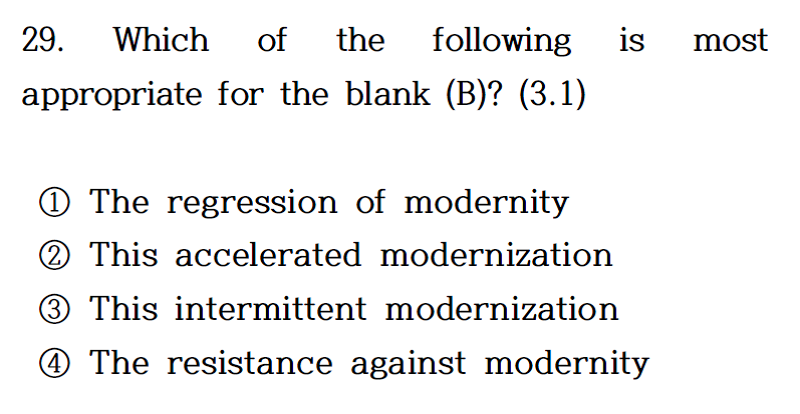 29. Which of the following is most
appropriate for the blank (B)? (3.1)
① The regression of modernity
② This accelerated modernization
③ This intermittent modernization
④ The resistance against modernity